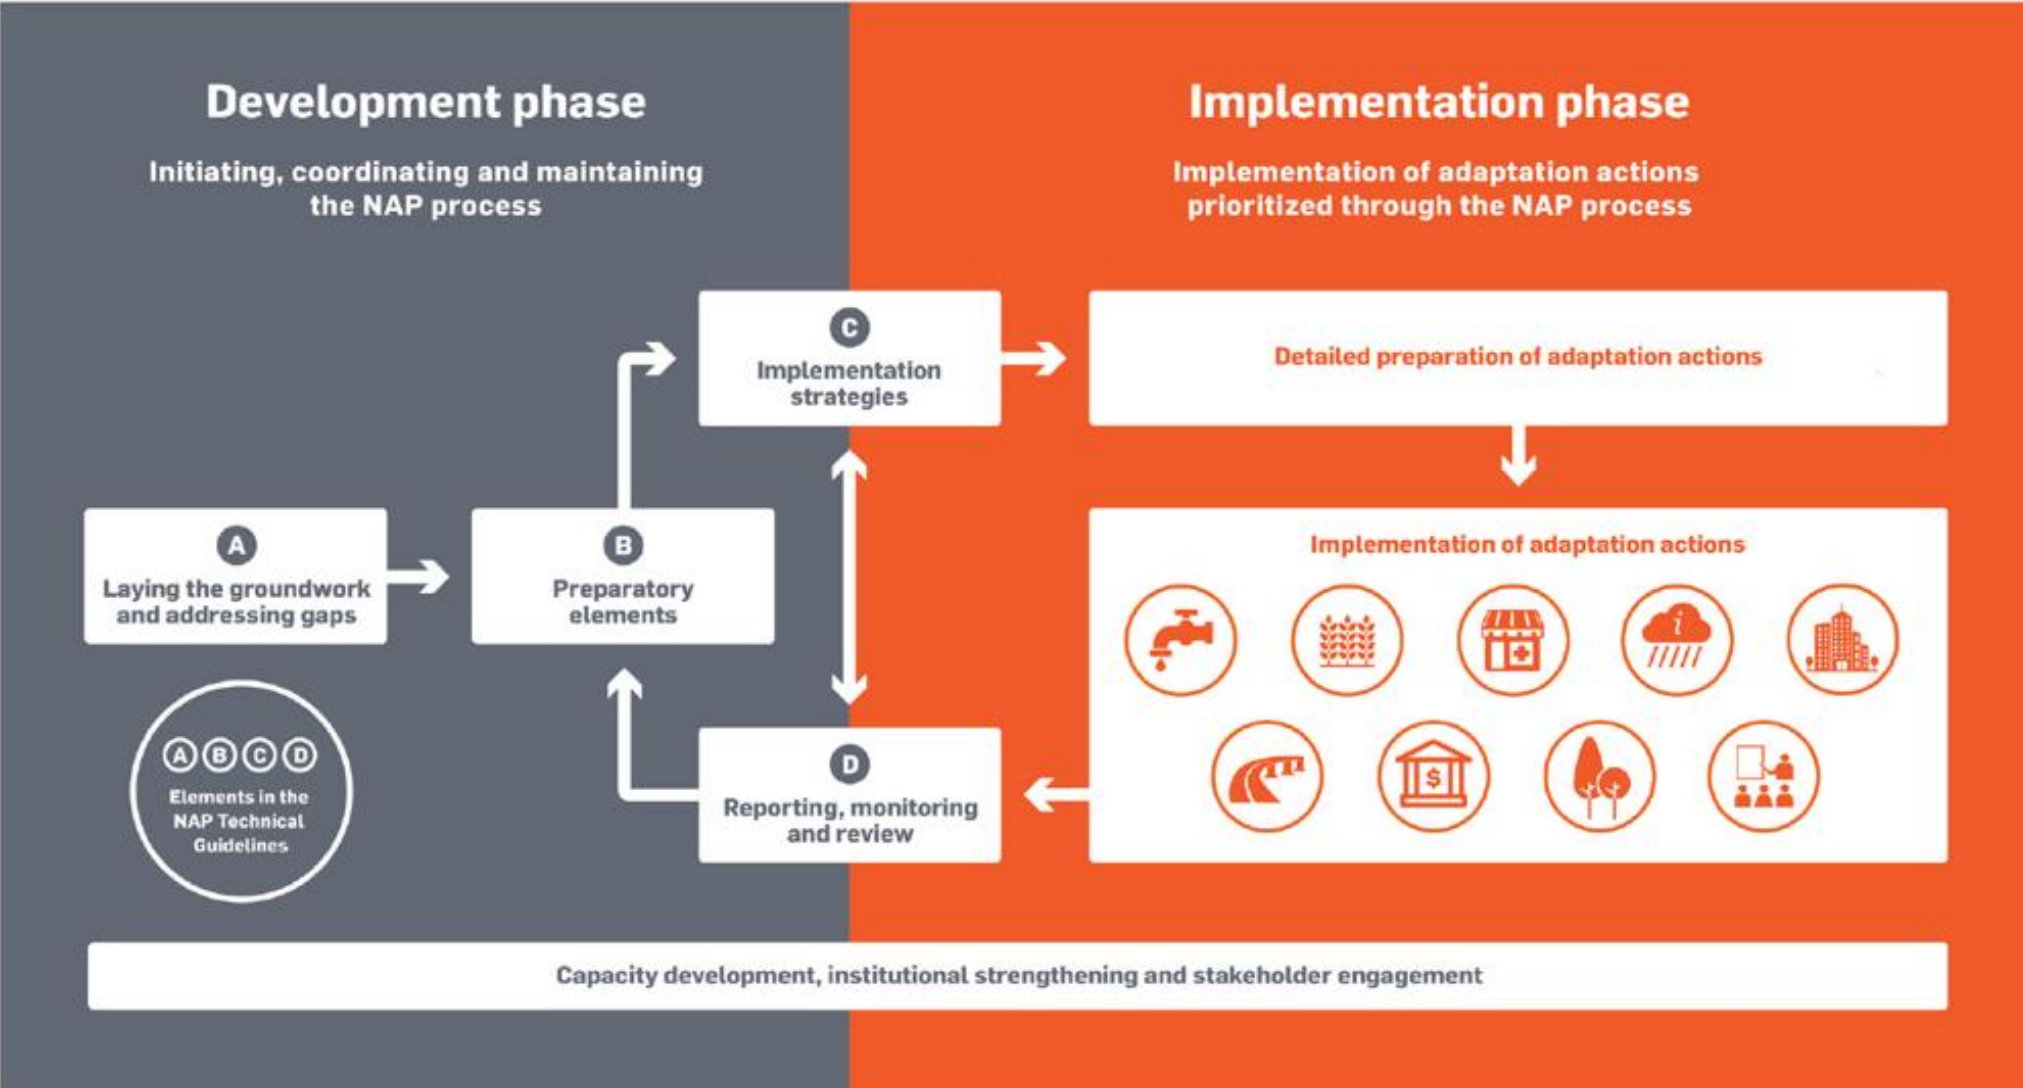 Development phase
Initiating, coordinating and maintaining
the NAP process
Implementation phase
Implementation of adaptation actions
prioritized through the NAP process
C
Implementation
strategies
Detailed preparation of adaptation actions
A
Laying the groundwork
and addressing gaps
B
Preparatory
elements
Implementation of adaptation actions
i
$
A B C D
Elements in the
NAP Technical
Guidelines
D
Reporting, monitoring
and review
Capacity development, institutional strengthening and stakeholder engagement